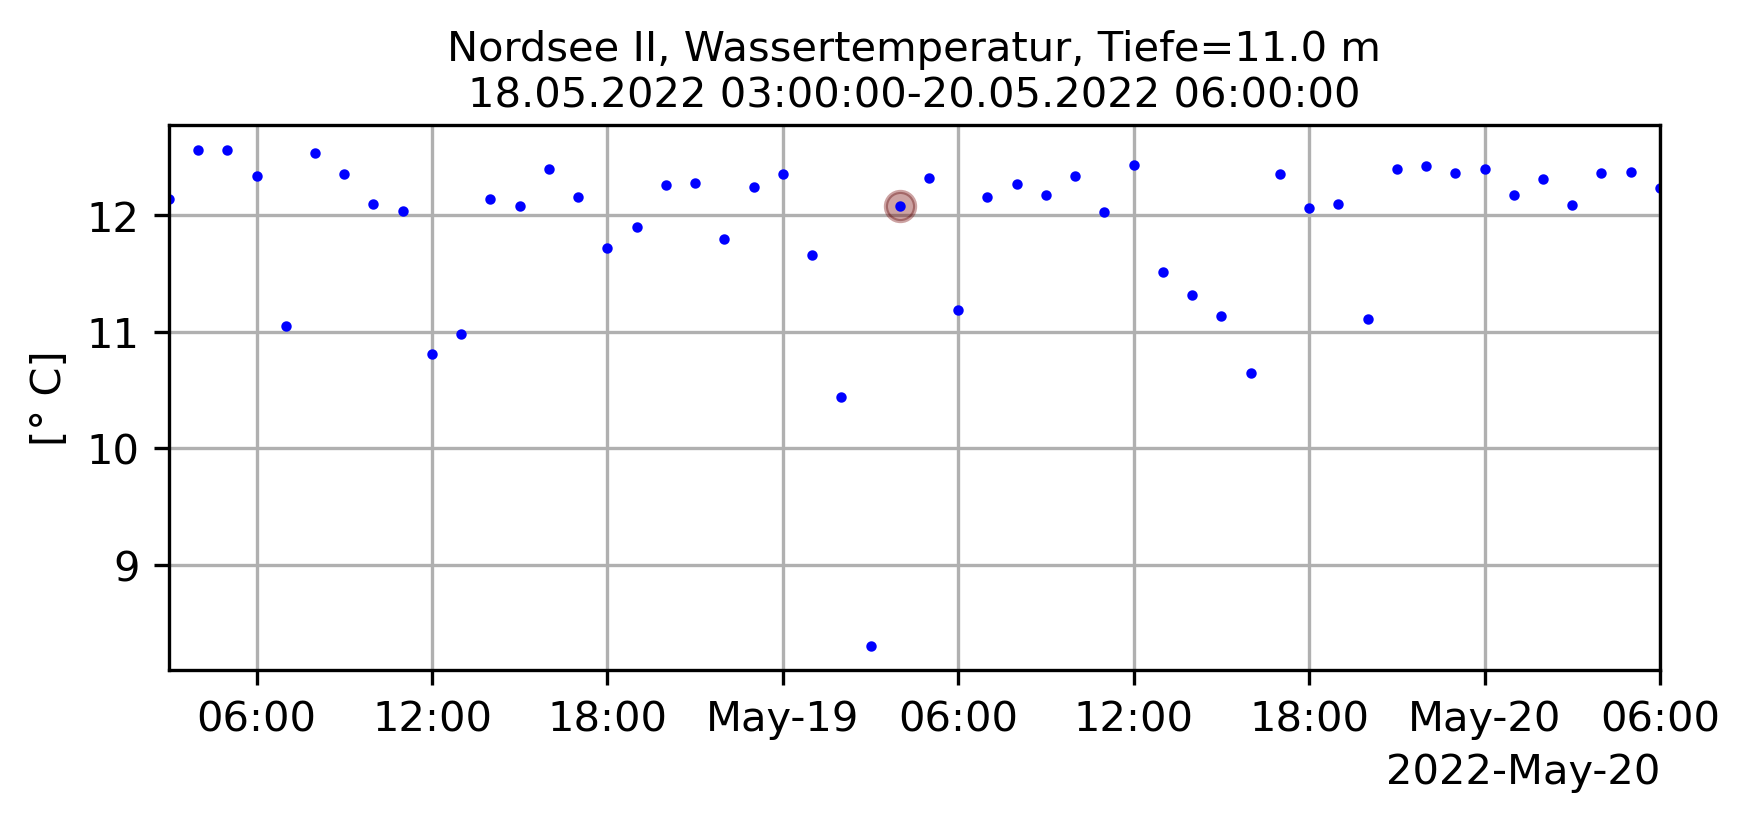 Nordsee II, Wassertemperatur, Tiefe=11.0 m
18.05.2022 03:00:00-20.05.2022 06:00:00
12
11
10
9
[° C]
06:00 12:00 18:00 May-19 06:00 12:00 18:00 May-20 06:00
2022-May-20